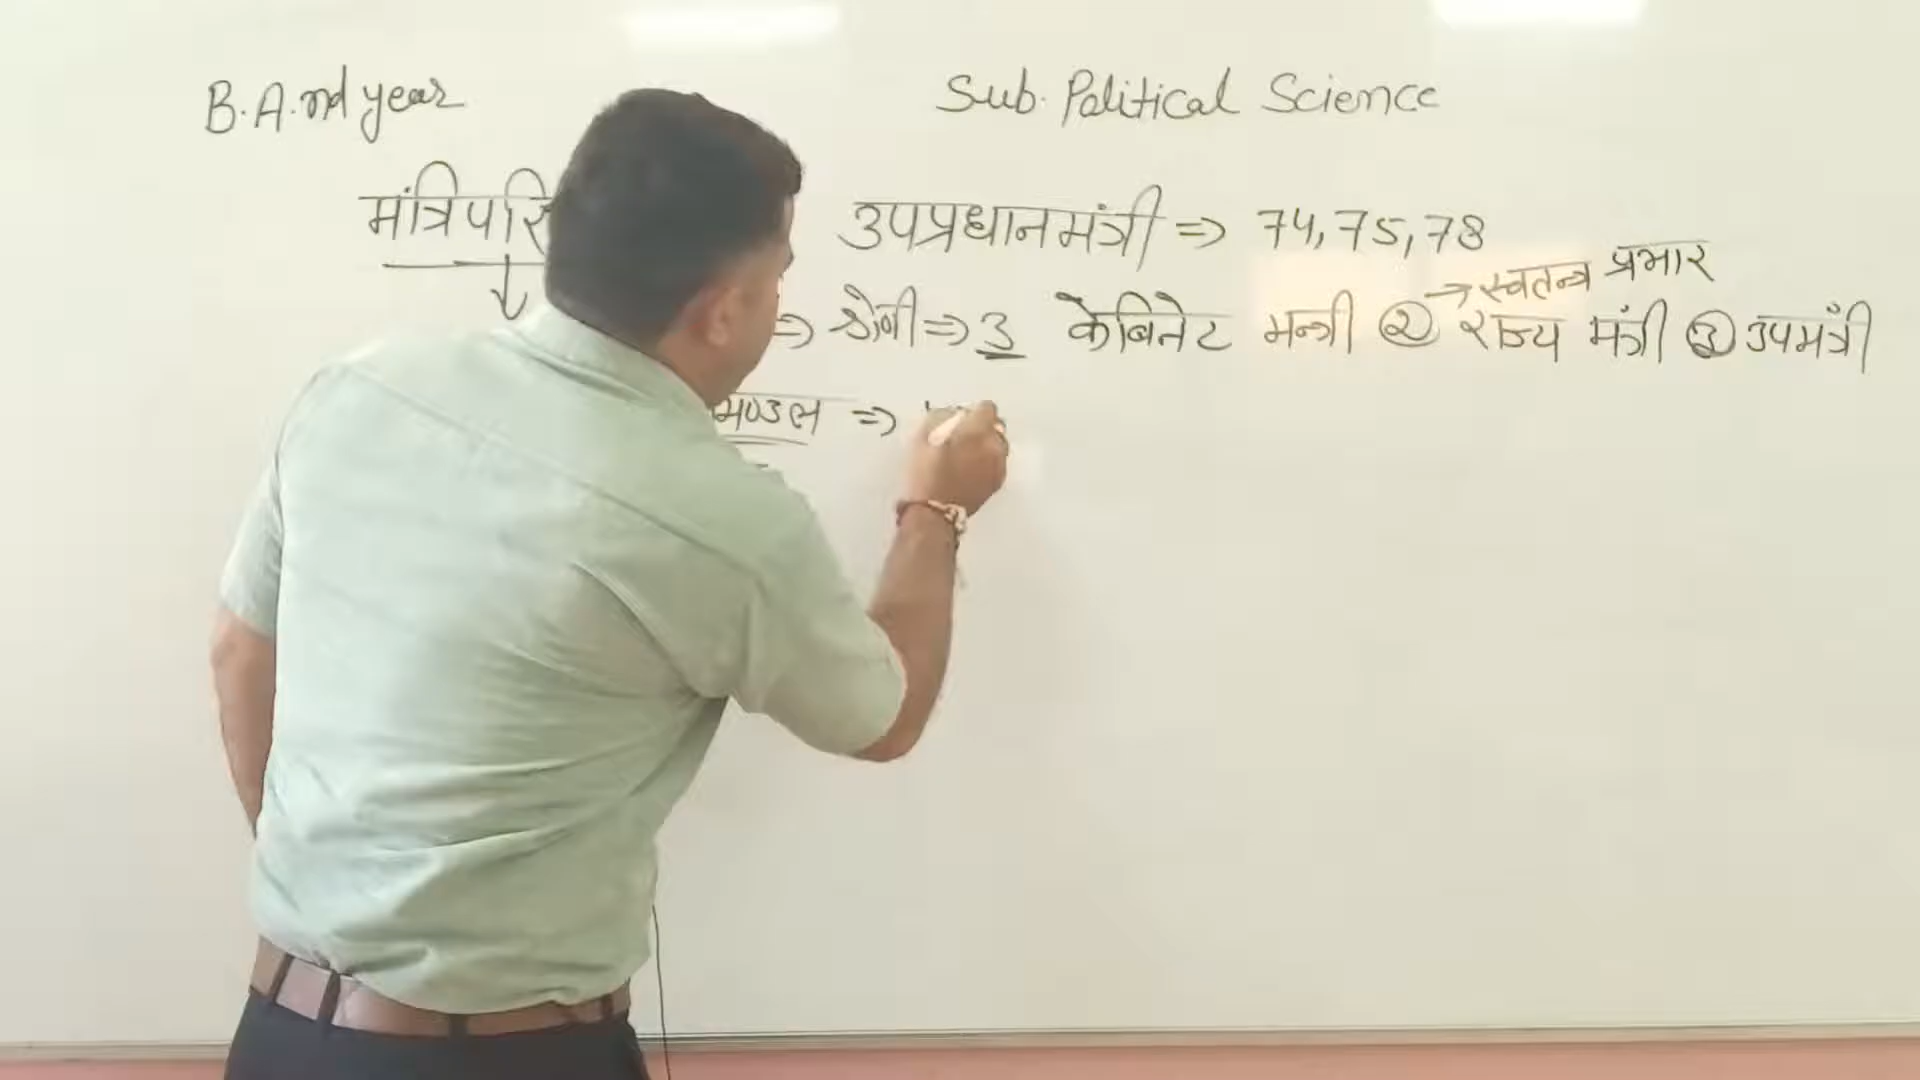 B.A. IInd year Sub. Political Science
मंत्रिपरि उपप्रधानमंत्री ⇒ 74,75,78
→ स्वतन्त्र प्रभार
⇒ श्रेणी ⇒ 3 केबिनेट मन्त्री ② राज्य मंत्री ③ उपमंत्री
मण्डल ⇒